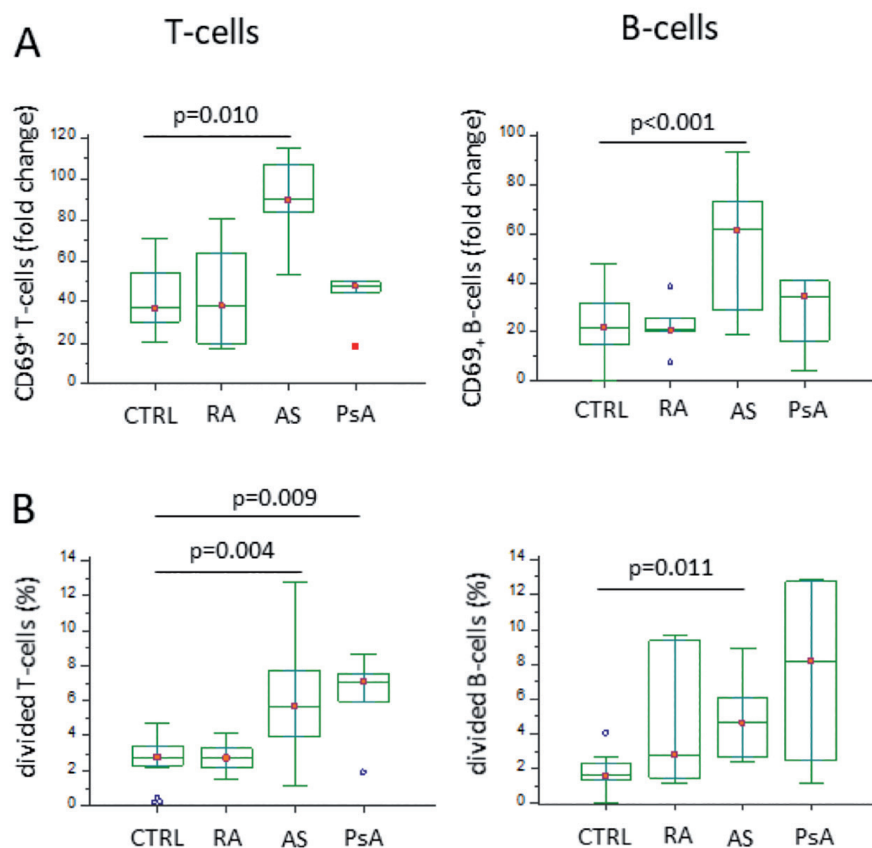 T-cells
B-cells
A
CD69⁺ T-cells (fold change)
120
100
80
60
40
20
0
p=0.010
CTRL RA AS PsA
CD69₊ B-cells (fold change)
100
80
60
40
20
0
p<0.001
CTRL RA AS PsA
B
divided T-cells (%)
14
12
10
8
6
4
2
0
p=0.009
p=0.004
CTRL RA AS PsA
divided B-cells (%)
14
12
10
8
6
4
2
0
p=0.011
CTRL RA AS PsA